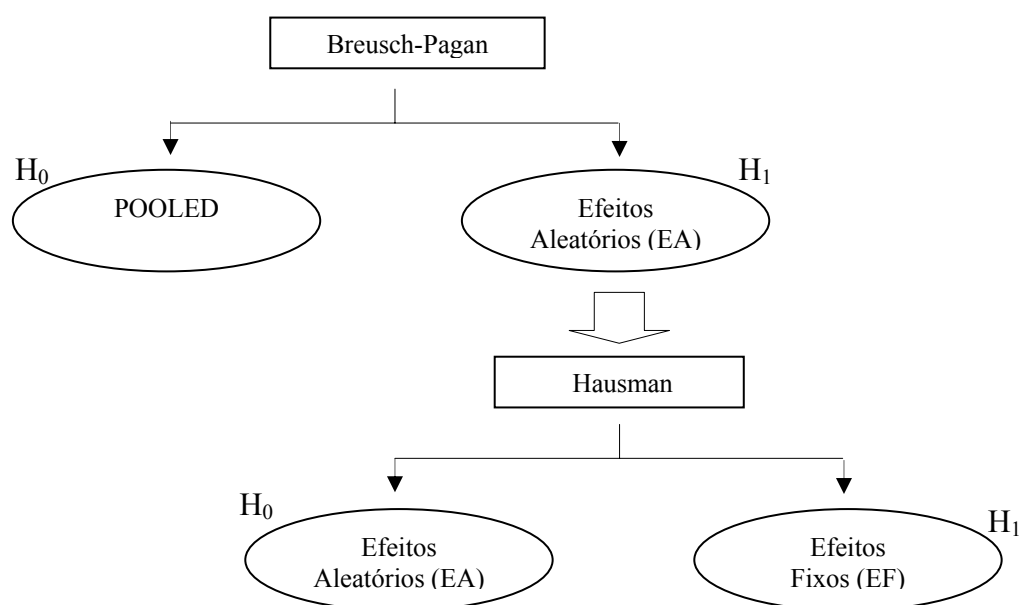 Breusch-Pagan
H₀
H₁
POOLED
Efeitos
Aleatórios (EA)
Hausman
H₀
H₁
Efeitos
Aleatórios (EA)
Efeitos
Fixos (EF)